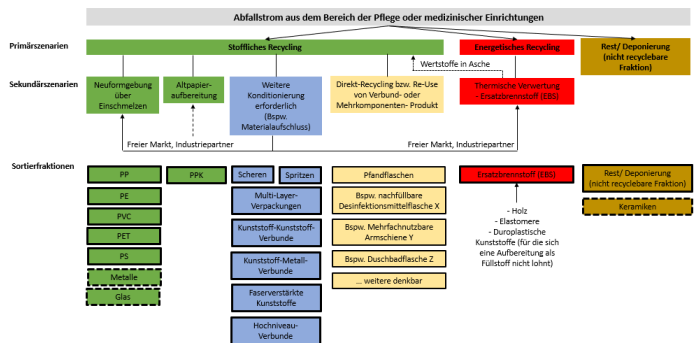 Abfallstrom aus dem Bereich der Pflege oder medizinischer Einrichtungen
Primärszenarien
Stoffliches Recycling
Energetisches Recycling
Rest/ Deponierung
(nicht recyclebare
Fraktion)
Wertstoffe in Asche
Sekundärszenarien
Neuformgebung
über
Einschmelzen
Altpapier-
aufbereitung
Weitere
Konditionierung
erforderlich
(Bspw.
Materialaufschluss)
Direkt-Recycling bzw. Re-Use
von Verbund- oder
Mehrkomponenten- Produkt
Thermische Verwertung
- Ersatzbrennstoff (EBS)
Freier Markt, Industriepartner
Freier Markt, Industriepartner
Sortierfraktionen
PP
PE
PVC
PET
PS
Metalle
Glas
PPK
Scheren
Spritzen
Multi-Layer-
Verpackungen
Kunststoff-Kunststoff-
Verbunde
Kunststoff-Metall-
Verbunde
Faserverstärkte
Kunststoffe
Hochniveau-
Verbunde
Pfandflaschen
Bspw. nachfüllbare
Desinfektionsmittelflasche X
Bspw. Mehrfachnutzbare
Armschiene Y
Bspw. Duschbadflasche Z
... weitere denkbar
Ersatzbrennstoff (EBS)
- Holz
- Elastomere
- Duroplastische
Kunststoffe (für die sich
eine Aufbereitung als
Füllstoff nicht lohnt)
Rest/ Deponierung
(nicht recyclebare Fraktion)
Keramiken